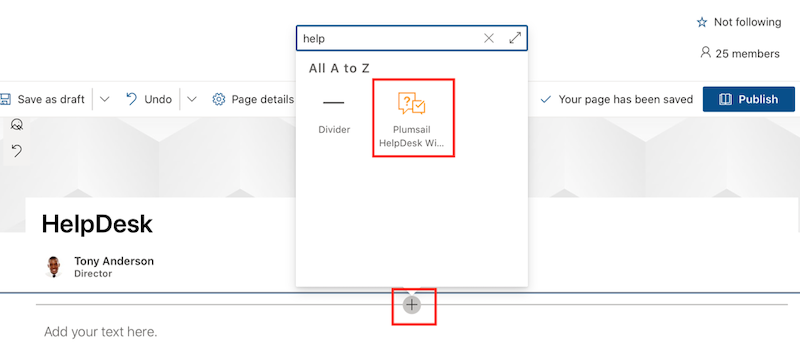 Not following
25 members
help
All A to Z
Divider
Plumsail
HelpDesk Wi...
Save as draft
Undo
Page details
Your page has been saved
Publish
HelpDesk
Tony Anderson
Director
Add your text here.